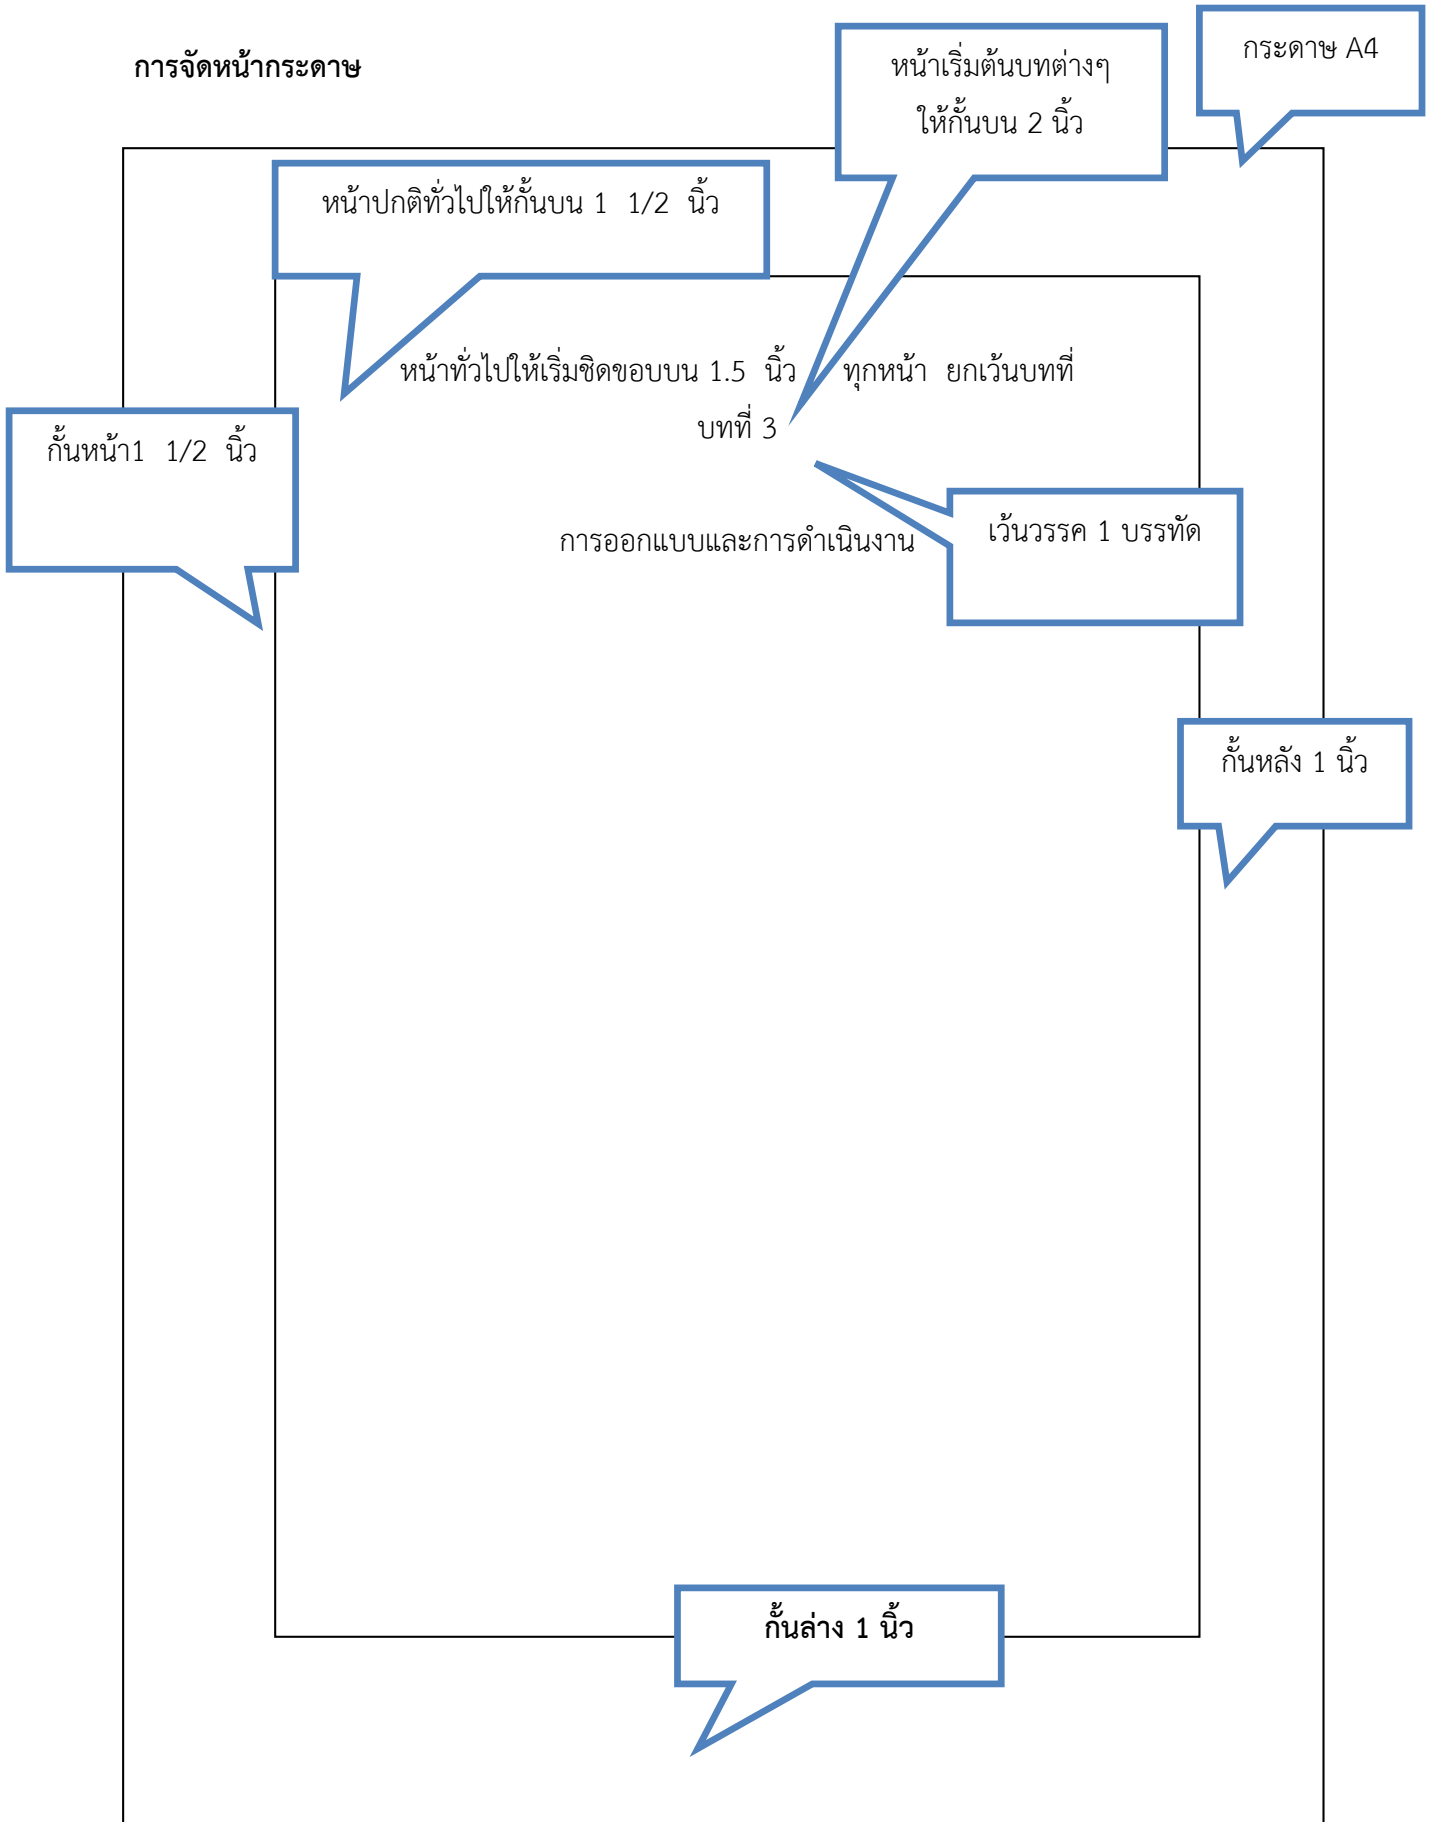 การจัดหน้ากระดาษ
หน้าเริ่มต้นบทต่างๆ
ให้กั้นบน 2 นิ้ว
กระดาษ A4
หน้าปกติทั่วไปให้กั้นบน 1 1/2 นิ้ว
หน้าทั่วไปให้เริ่มชิดขอบบน 1.5 นิ้ว ทุกหน้า ยกเว้นบทที่
บทที่ 3
กั้นหน้า1 1/2 นิ้ว
เว้นวรรค 1 บรรทัด
การออกแบบและการดำเนินงาน
กั้นหลัง 1 นิ้ว
กั้นล่าง 1 นิ้ว